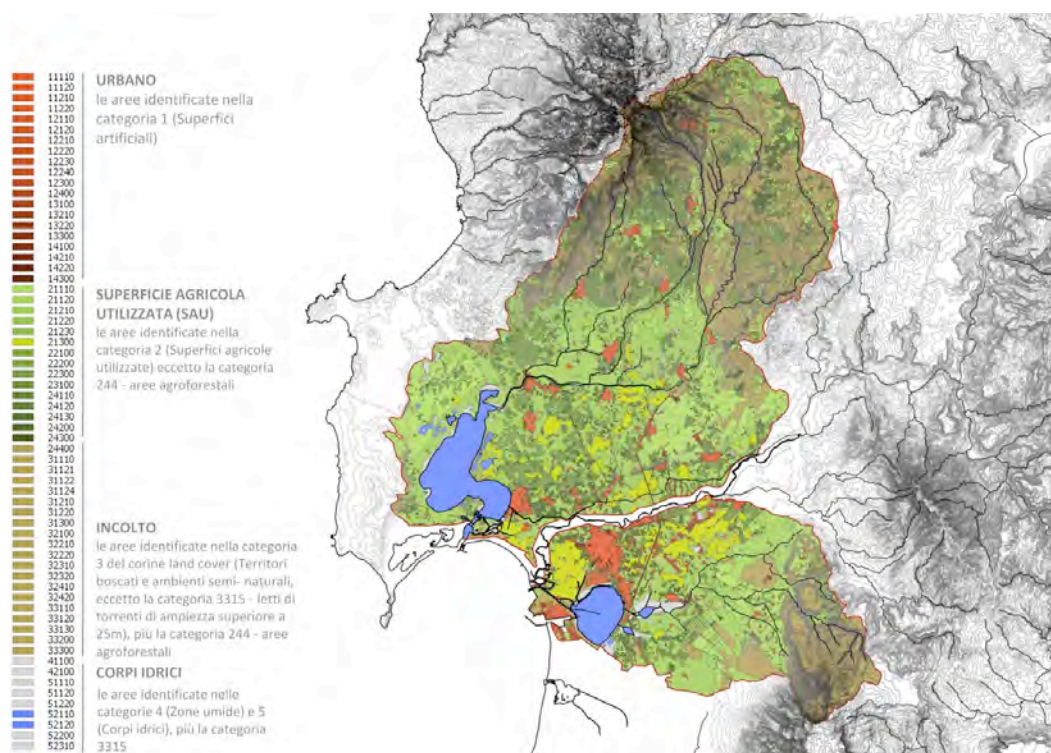 11110
11120
11210
11220
12110
12120
12210
12220
12230
12240
12300
12400
13100
13210
13220
13300
14100
14210
14220
14300
URBANO
le aree identificate nella
categoria 1 (Superfici
artificiali)
21110
21120
21210
21220
21230
21300
22100
22200
22300
23100
24110
24120
24130
24200
24300
SUPERFICIE AGRICOLA
UTILIZZATA (SAU)
le aree identificate nella
categoria 2 (Superfici agricole
utilizzate) eccetto la categoria
244 - aree agroforestali
24400
31110
31121
31122
31124
31210
31220
31300
32100
32210
32220
32310
32320
32410
32420
33110
33120
33130
33200
33300
INCOLTO
le aree identificate nella categoria
3 del corine land cover (Territori
boscati e ambienti semi- naturali,
eccetto la categoria 3315 - letti di
torrenti di ampiezza superiore a
25m), più la categoria 244 - aree
agroforestali
41100
42100
51110
51120
51220
52110
52120
52200
52310
CORPI IDRICI
le aree identificate nelle
categorie 4 (Zone umide) e 5
(Corpi idrici), più la categoria
3315